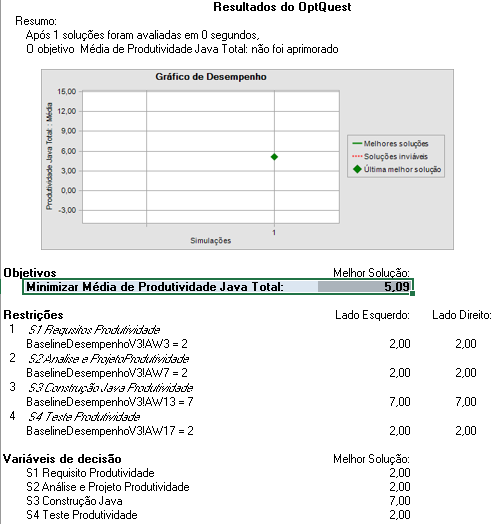 Resultados do OptQuest
Resumo:
Após 1 soluções foram avaliadas em 0 segundos,
O objetivo Média de Produtividade Java Total: não foi aprimorado
Gráfico de Desempenho
Produtividade Java Total: : Média
15,00
12,00
9,00
6,00
3,00
0,00
-3,00
1
Simulações
Melhores soluções
Soluções inviáveis
Última melhor solução
Objetivos Melhor Solução:
Minimizar Média de Produtividade Java Total: 5,09
Restrições Lado Esquerdo: Lado Direito:
1 S1 Requsitos Produtividade
BaselineDesempenhoV3!AW3 = 2 2,00 2,00
2 S2 Analise e ProjetoProdutividade
BaselineDesempenhoV3!AW7 = 2 2,00 2,00
3 S3 Construção Java Produtividade
BaselineDesempenhoV3!AW13 = 7 7,00 7,00
4 S4 Teste Produtividade
BaselineDesempenhoV3!AW17 = 2 2,00 2,00
Variáveis de decisão Melhor Solução:
S1 Requisito Produtividade 2,00
S2 Análise e Projeto Produtividade 2,00
S3 Construção Java 7,00
S4 Teste Produtividade 2,00